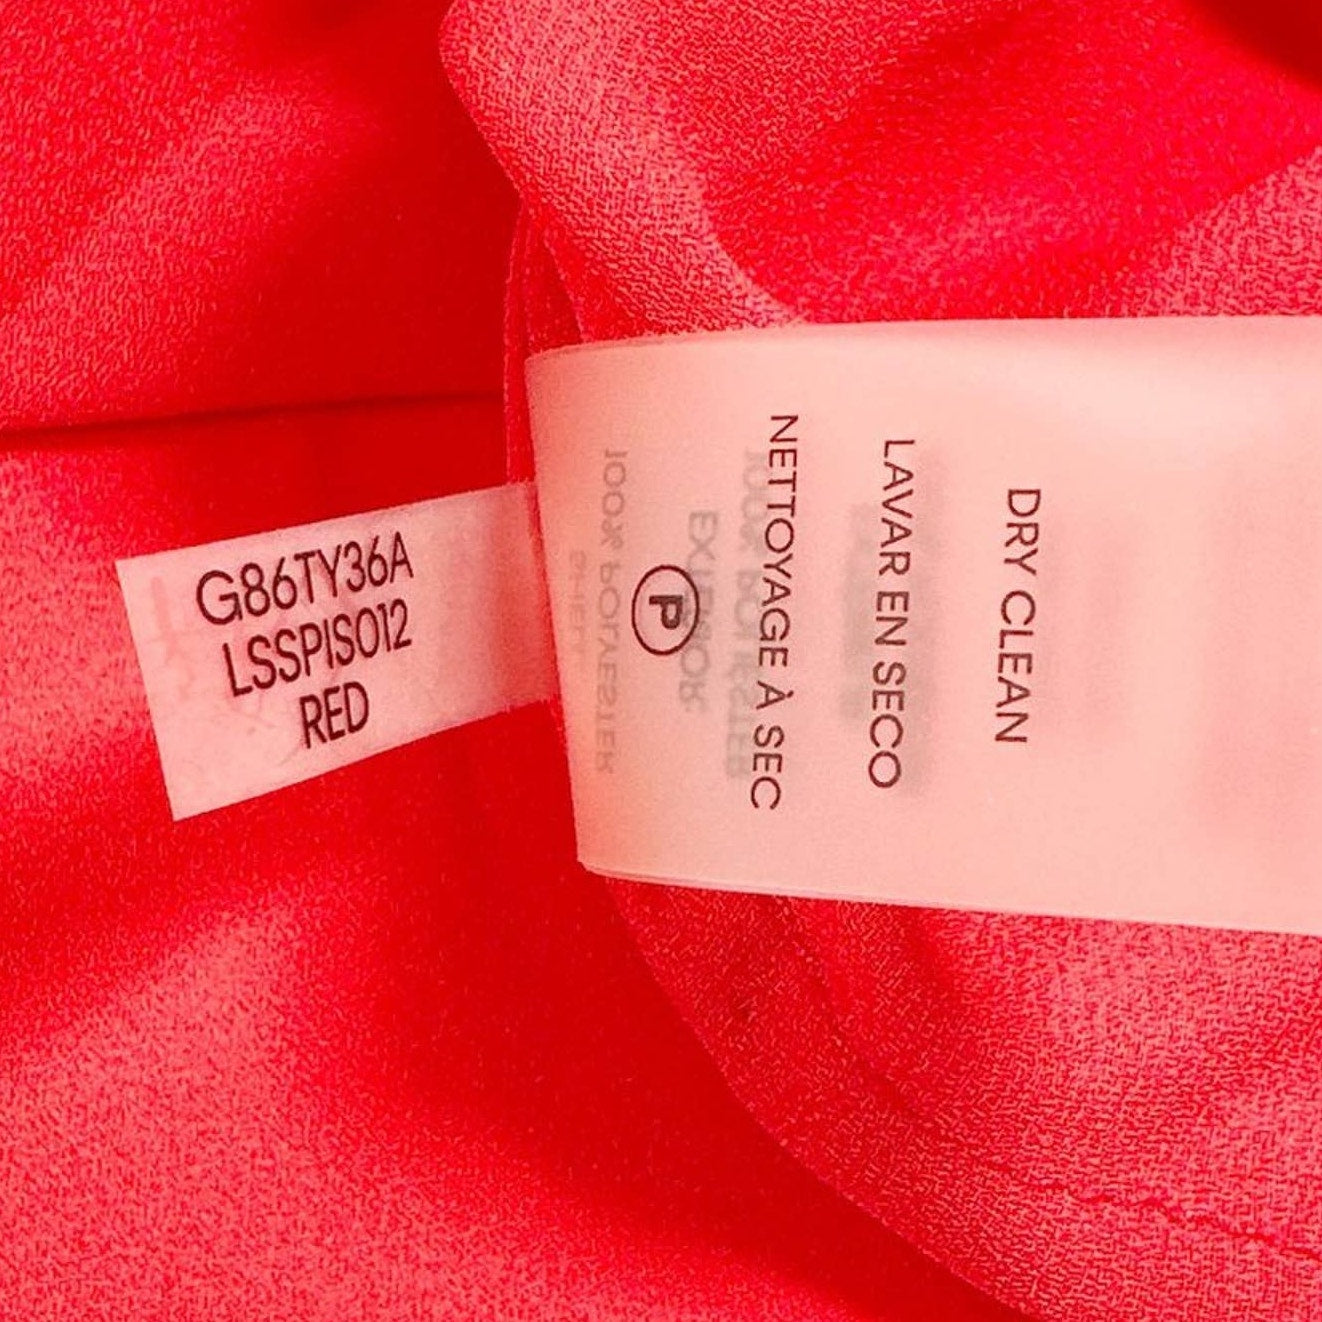 G86TY36A
LSSPIS012
RED
DRY CLEAN
LAVAR EN SECO
NETTOYAGE À SEC
P